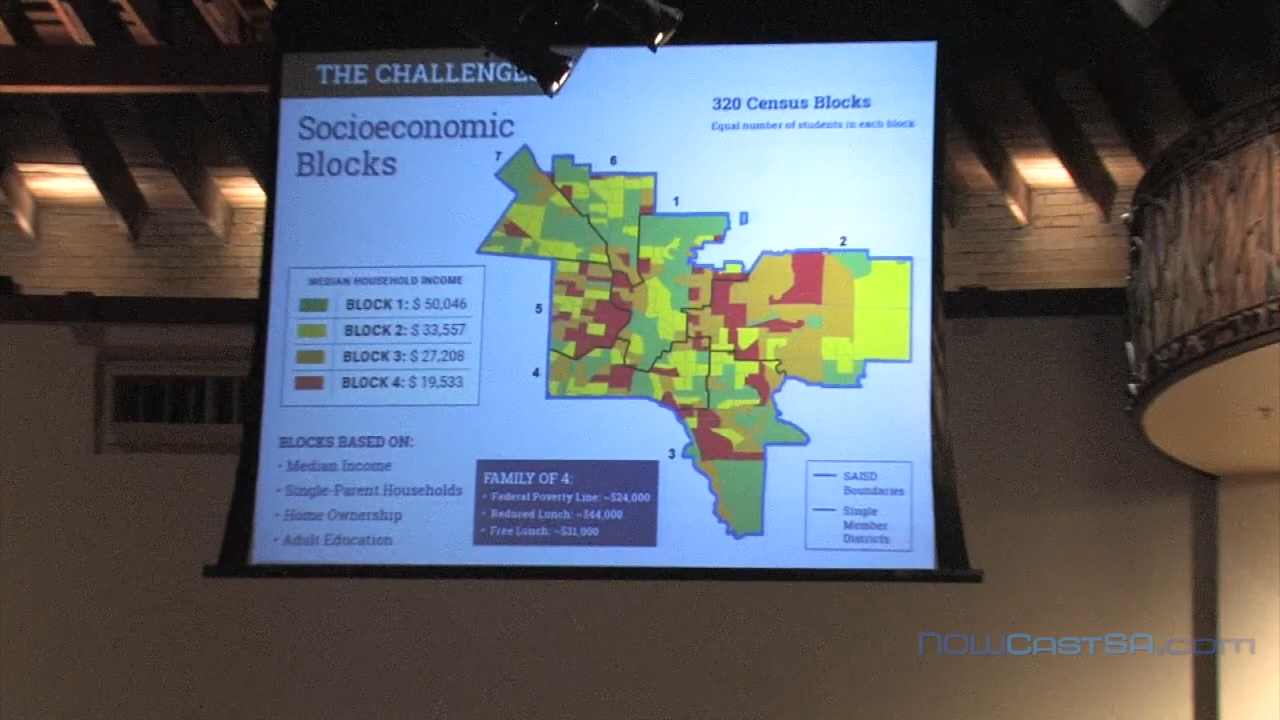 THE CHALLENGE
320 Census Blocks
Equal number of students in each block
Socioeconomic
Blocks
7
6
1
2
5
4
3
MEDIAN HOUSEHOLD INCOME
BLOCK 1: $ 50,046
BLOCK 2: $ 33,557
BLOCK 3: $ 27,208
BLOCK 4: $ 19,533
BLOCKS BASED ON:
· Median Income
· Single-Parent Households
· Home Ownership
· Adult Education
FAMILY OF 4:
• Federal Poverty Line: ~$24,000
• Reduced Lunch: ~$44,000
• Free Lunch: ~$31,000
SAISD
Boundaries
Single
Member
Districts
NOWCastSA.com